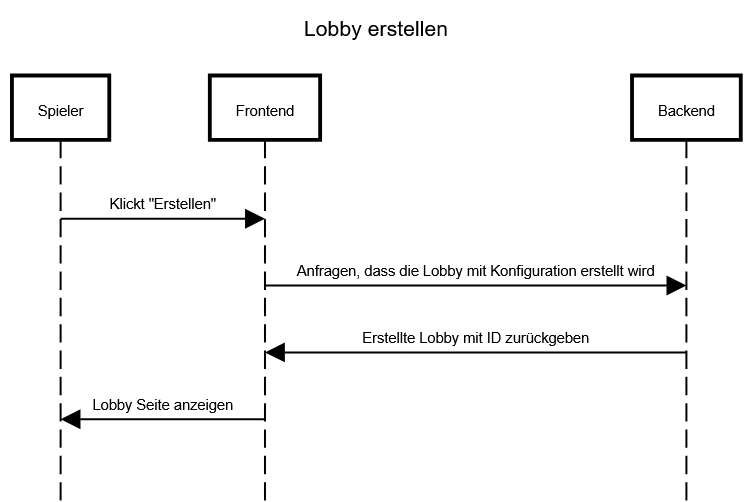 Lobby erstellen
Spieler
Frontend
Backend
Klickt "Erstellen"
Anfragen, dass die Lobby mit Konfiguration erstellt wird
Erstellte Lobby mit ID zurückgeben
Lobby Seite anzeigen